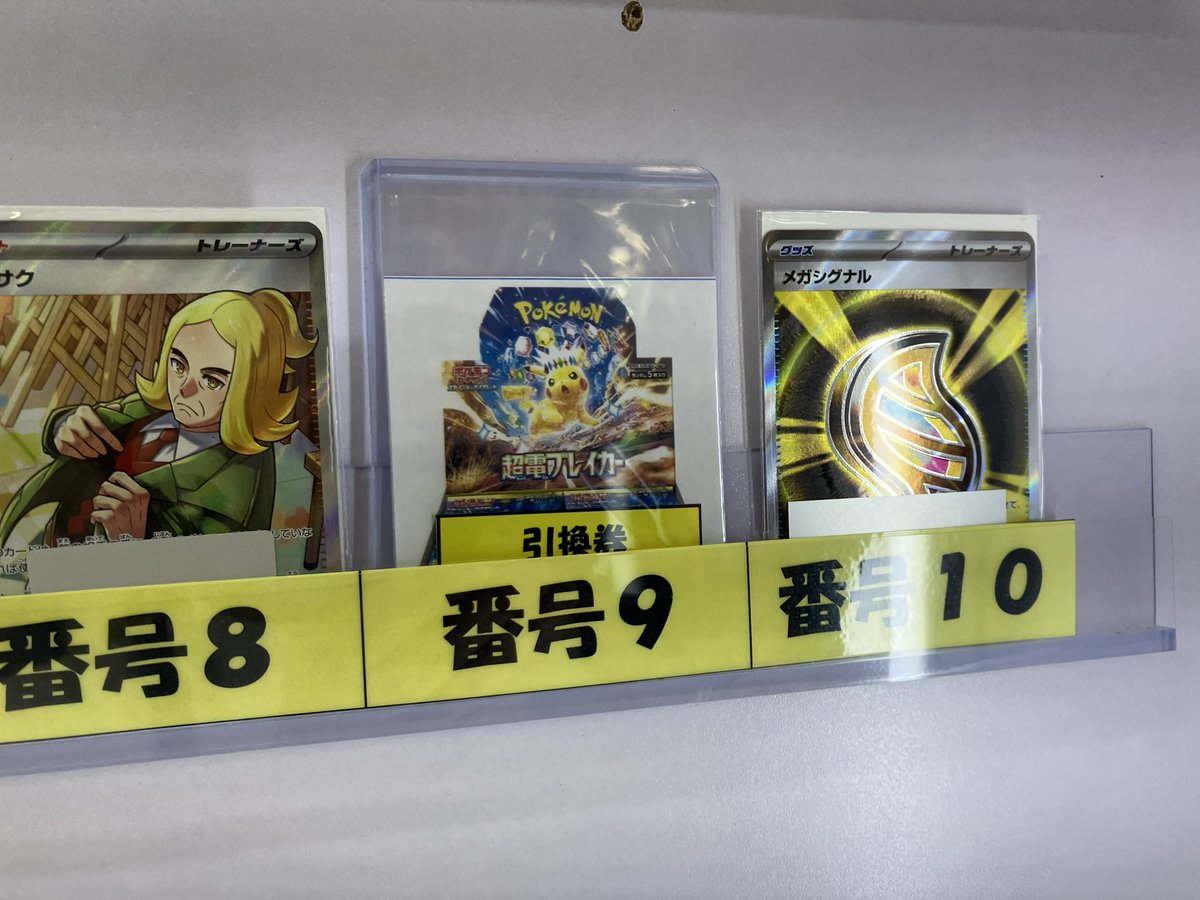 トレーナーズ
サク
POKéMON
超電ブレイカー
引換券
グッズ
トレーナーズ
メガシグナル
番号8
番号9
番号10